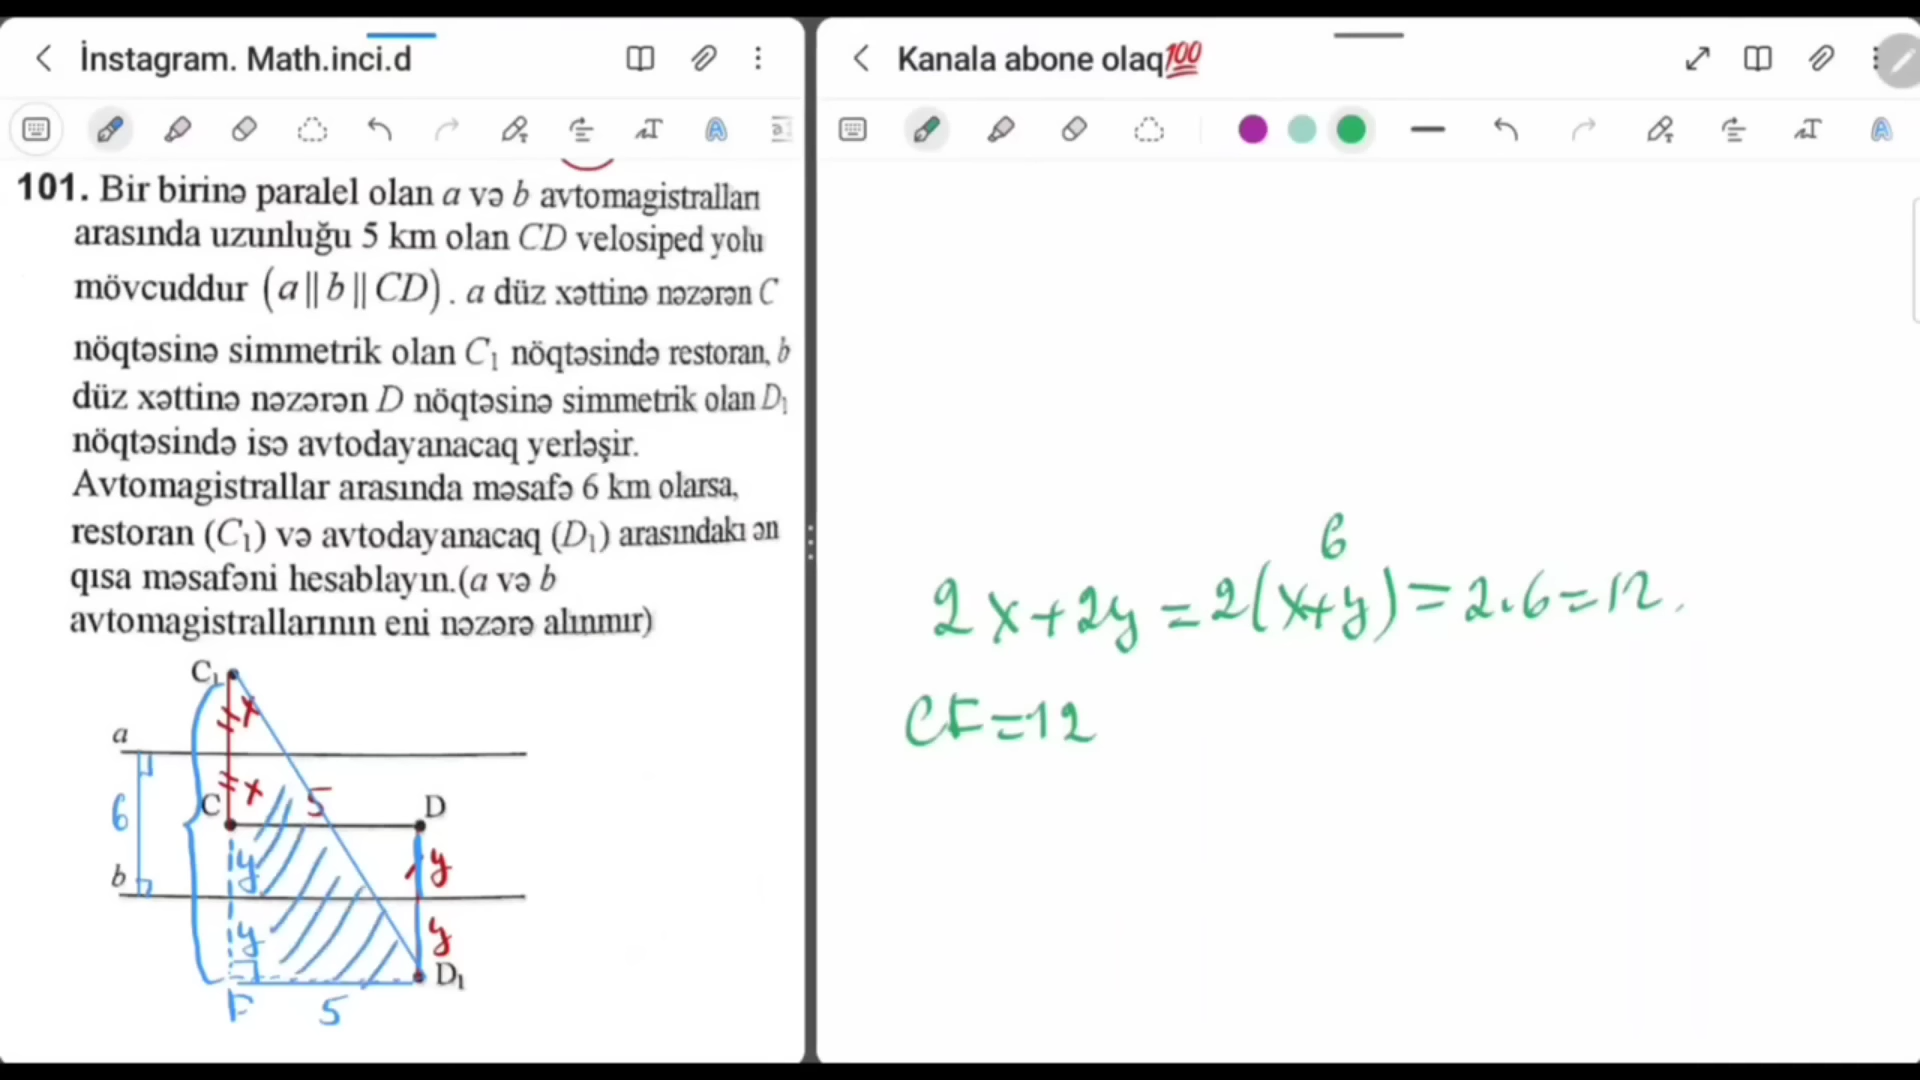 İnstagram. Math.inci.d
101. Bir birinə paralel olan a və b avtomagistralları
arasında uzunluğu 5 km olan CD velosiped yolu
mövcuddur (a || b || CD). a düz xəttinə nəzərən C
nöqtəsinə simmetrik olan C₁ nöqtəsində restoran, b
düz xəttinə nəzərən D nöqtəsinə simmetrik olan D₁
nöqtəsində isə avtodayanacaq yerləşir.
Avtomagistrallar arasında məsafə 6 km olarsa,
restoran (C₁) və avtodayanacaq (D₁) arasındakı ən
qısa məsafəni hesablayın.(a və b
avtomagistrallarının eni nəzərə alınmır)
C₁
x
a
x
5
C
D
6
y
y
b
y
y
D₁
F
5
Kanala abone olaq💯
6
2x+2y=2(x+y)=2.6=12.
CF=12